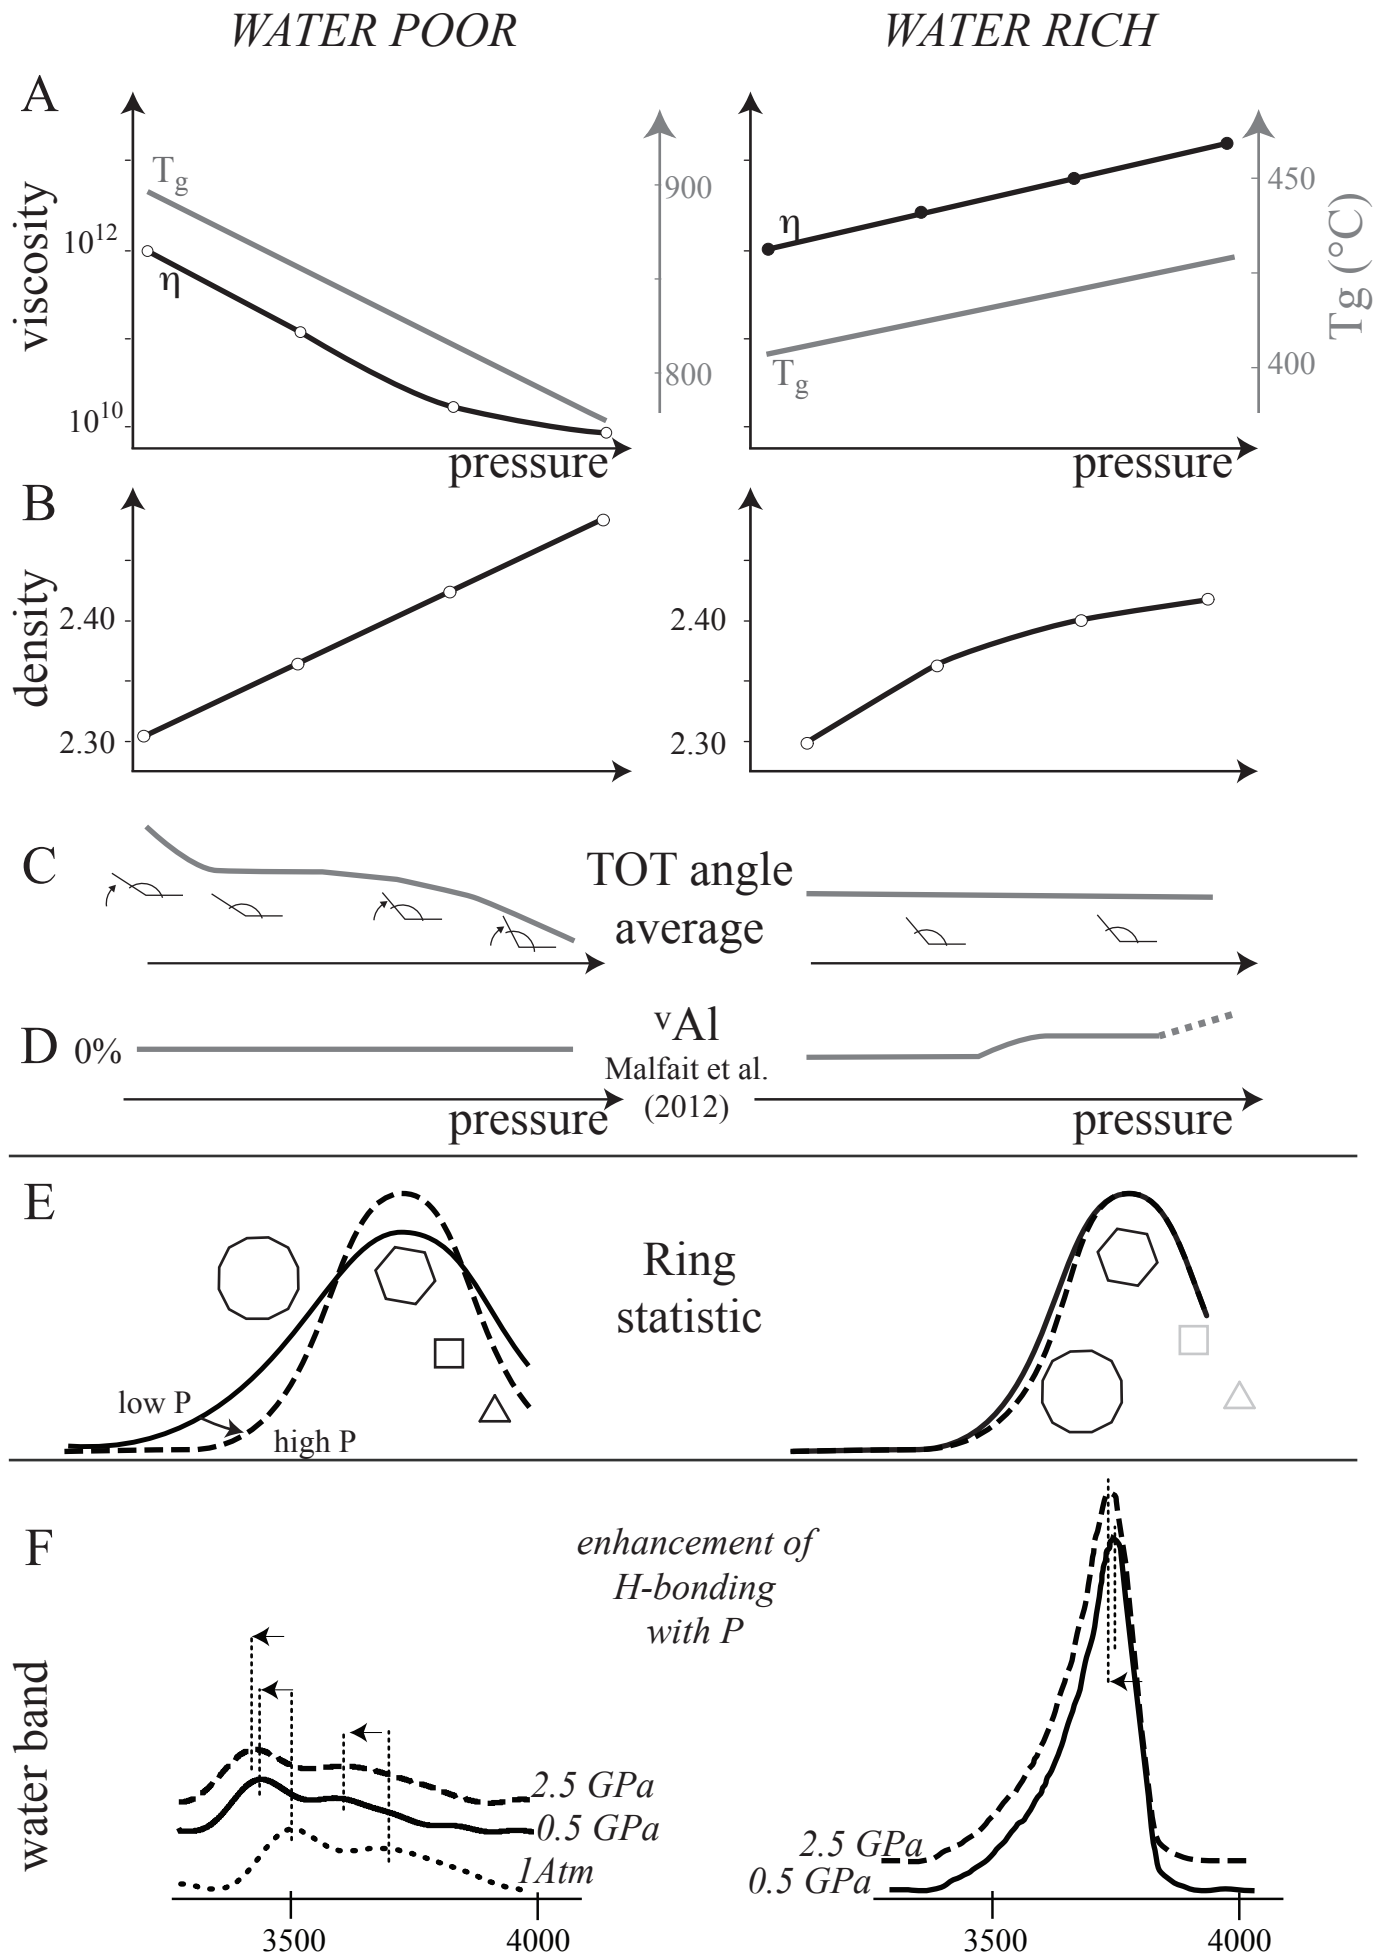 WATER POOR
WATER RICH
A
viscosity
10¹²
10¹⁰
T_g
η
900
800
pressure
η
T_g
450
400
Tg (°C)
pressure
B
density
2.40
2.30
2.40
2.30
C
TOT angle
average
D
0%
ᵛAl
Malfait et al.
(2012)
pressure
pressure
E
low P
high P
Ring
statistic
F
enhancement of
H-bonding
with P
water band
2.5 GPa
0.5 GPa
1Atm
3500
4000
2.5 GPa
0.5 GPa
3500
4000